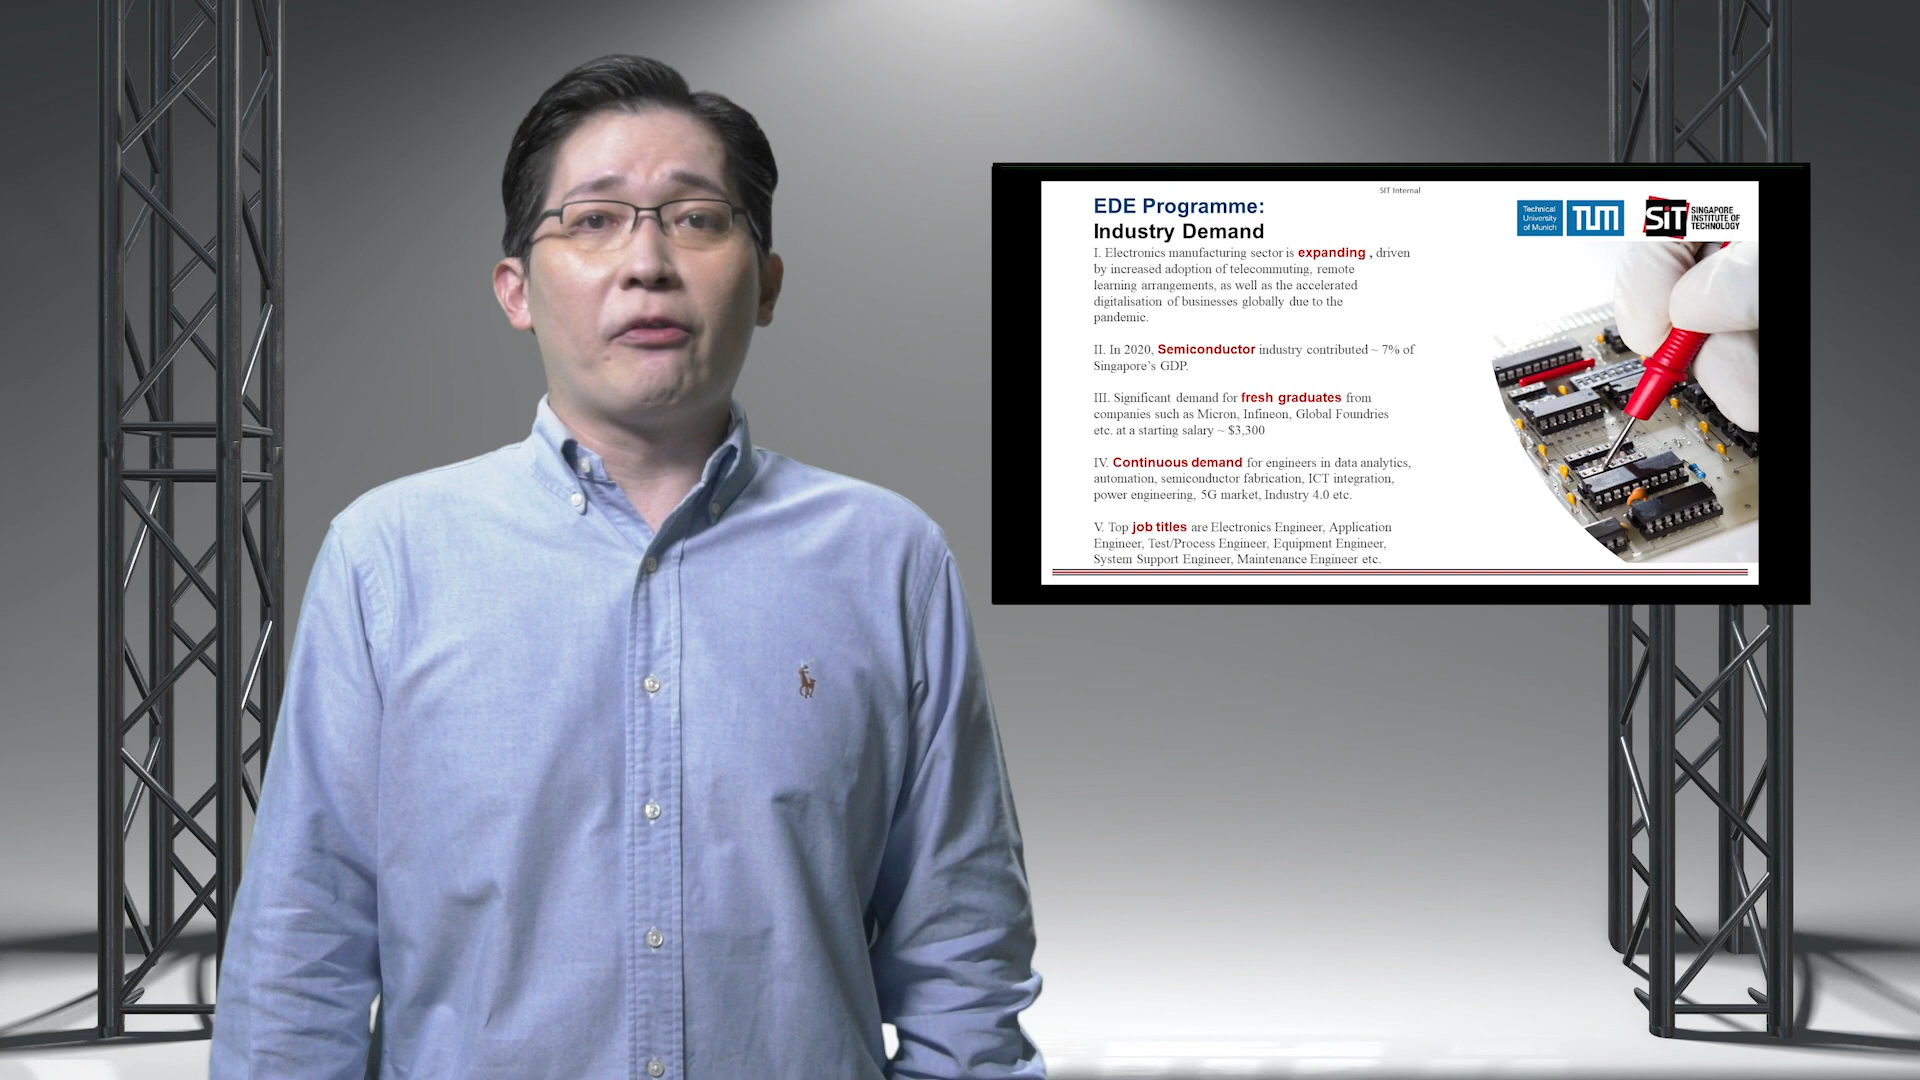 SIT Internal
EDE Programme:
Industry Demand
Technical
University
of Munich
TUM
SiT
SINGAPORE
INSTITUTE OF
TECHNOLOGY
I. Electronics manufacturing sector is expanding , driven
by increased adoption of telecommuting, remote
learning arrangements, as well as the accelerated
digitalisation of businesses globally due to the
pandemic.
II. In 2020, Semiconductor industry contributed ~ 7% of
Singapore's GDP.
III. Significant demand for fresh graduates from
companies such as Micron, Infineon, Global Foundries
etc. at a starting salary ~ $3,300
IV. Continuous demand for engineers in data analytics,
automation, semiconductor fabrication, ICT integration,
power engineering, 5G market, Industry 4.0 etc.
V. Top job titles are Electronics Engineer, Application
Engineer, Test/Process Engineer, Equipment Engineer,
System Support Engineer, Maintenance Engineer etc.